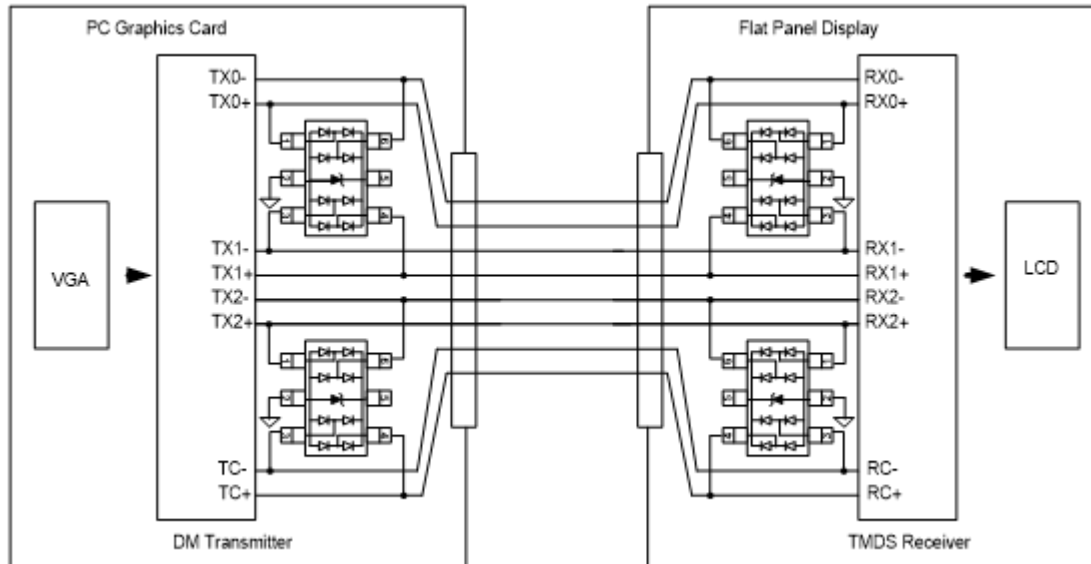 PC Graphics Card
Flat Panel Display
TX0-
TX0+
TX1-
TX1+
TX2-
TX2+
TC-
TC+
VGA
DM Transmitter
RX0-
RX0+
RX1-
RX1+
RX2-
RX2+
RC-
RC+
LCD
TMDS Receiver